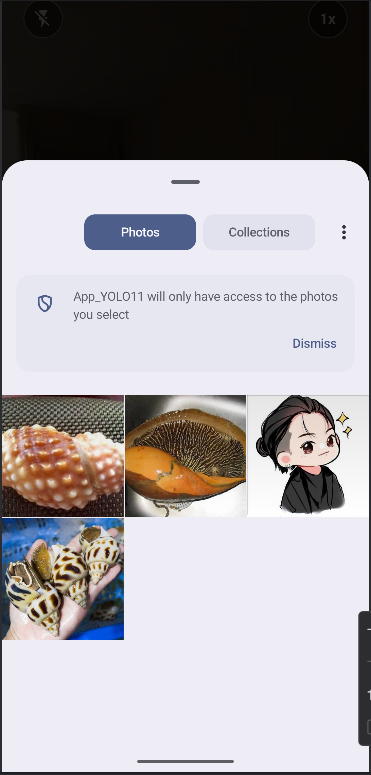 1x
Photos
Collections
App_YOLO11 will only have access to the photos
you select
Dismiss